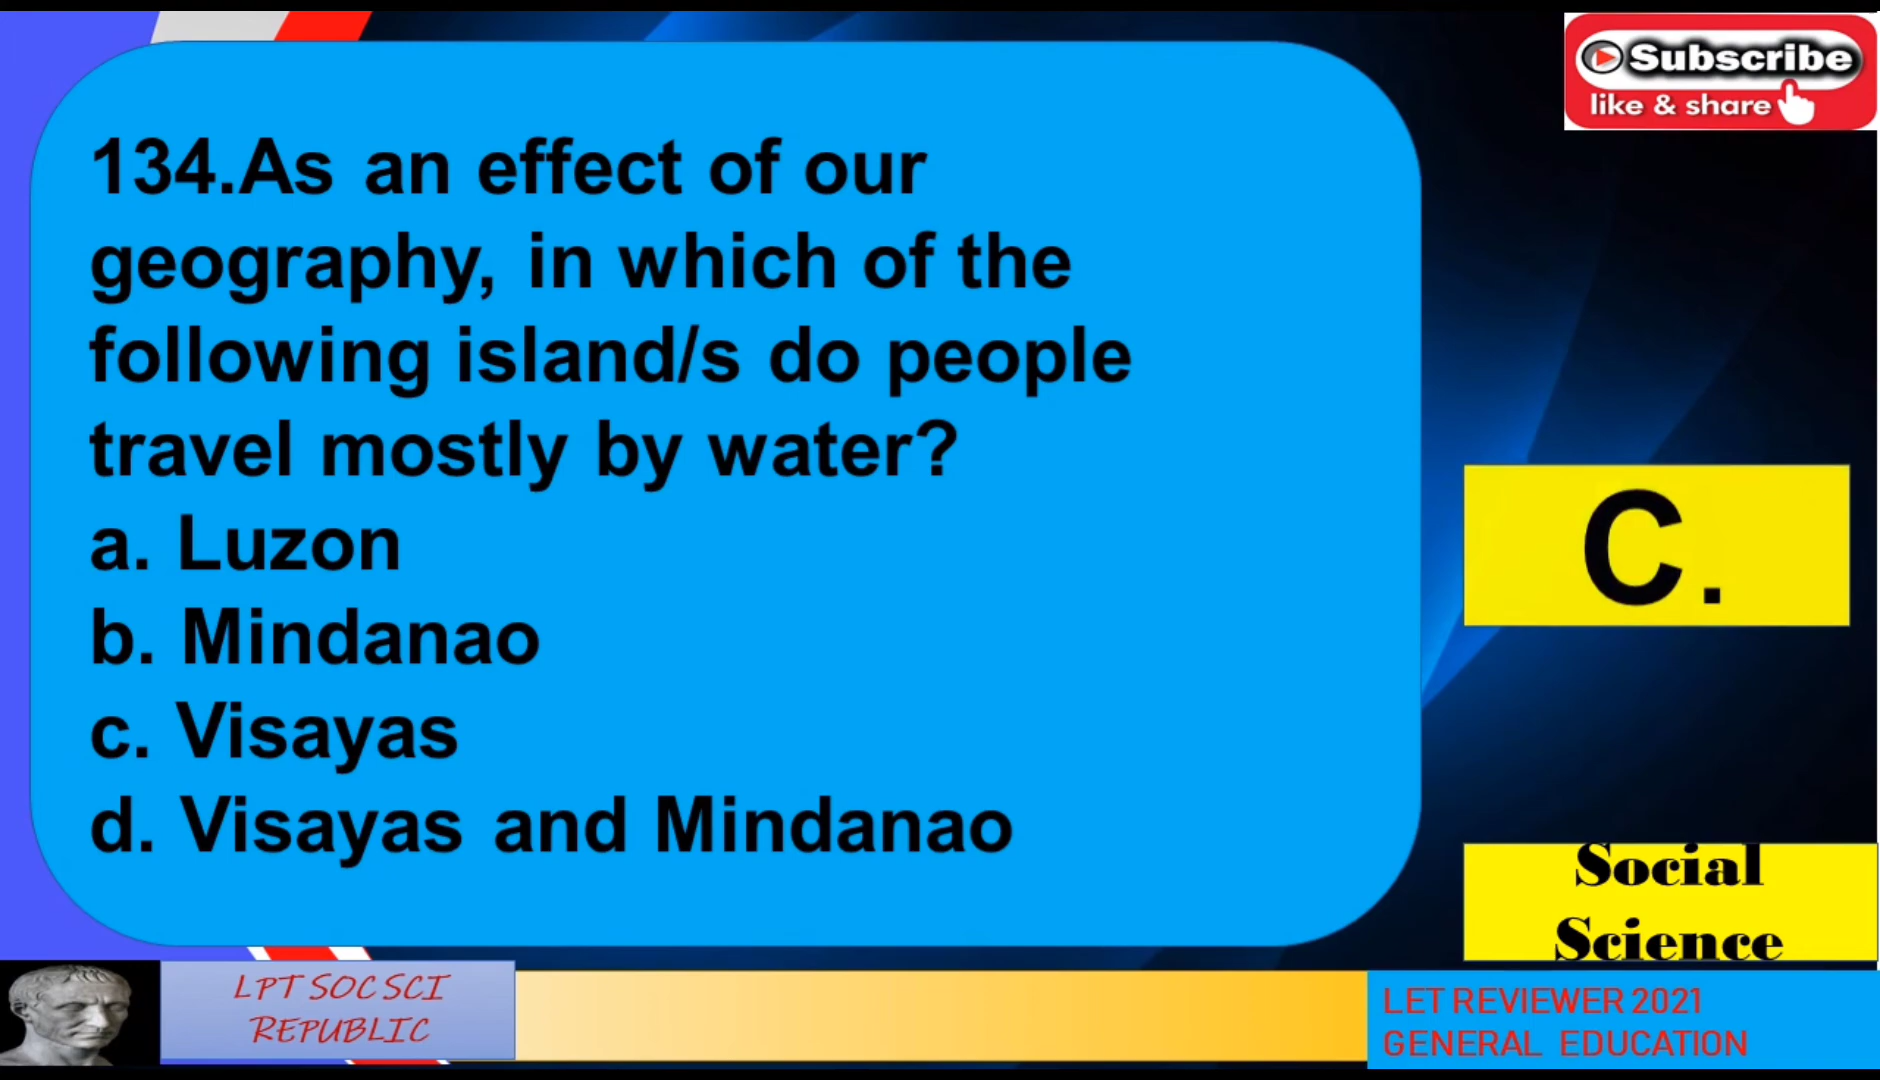 Subscribe
like & share
134.As an effect of our
geography, in which of the
following island/s do people
travel mostly by water?
a. Luzon
b. Mindanao
c. Visayas
d. Visayas and Mindanao
C.
Social
Science
LPT SOC SCI
REPUBLIC
LET REVIEWER 2021
GENERAL EDUCATION